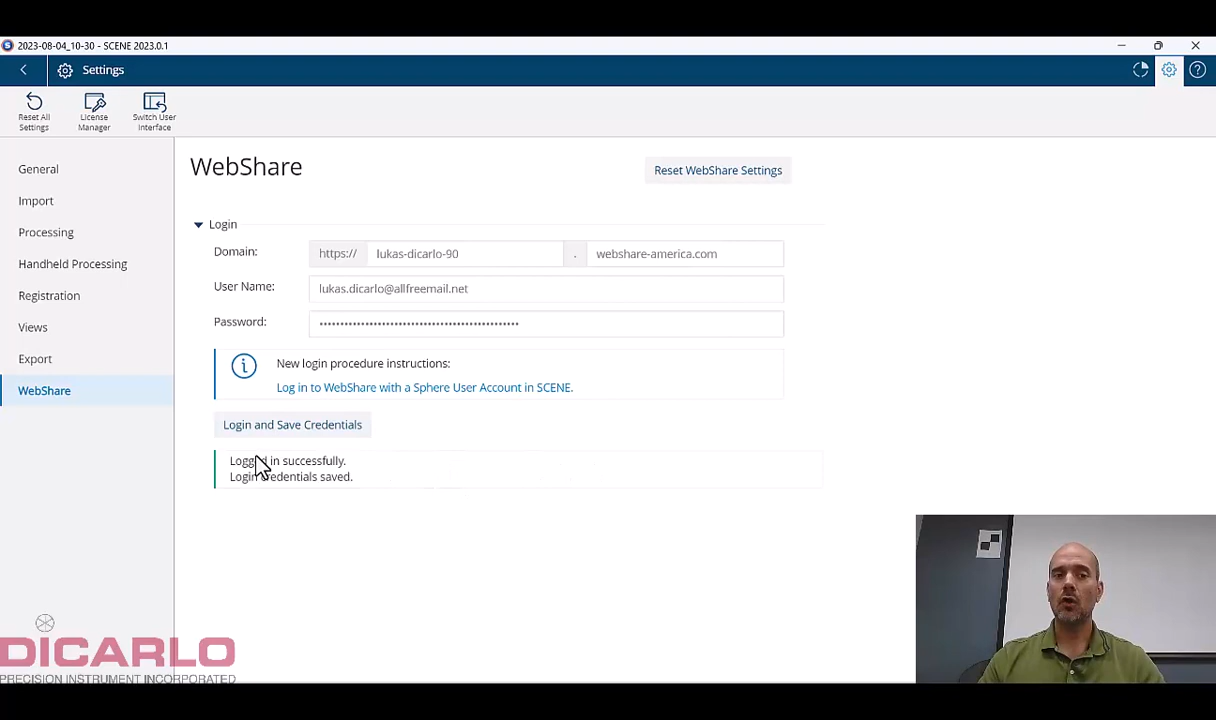 2023-08-04_10-30 - SCENE 2023.0.1
Settings
Reset All
Settings
License
Manager
Switch User
Interface
General
Import
Processing
Handheld Processing
Registration
Views
Export
WebShare
WebShare
Reset WebShare Settings
Login
Domain:
https://
lukas-dicarlo-90
.
webshare-america.com
User Name:
lukas.dicarlo@allfreemail.net
Password:
New login procedure instructions:
Log in to WebShare with a Sphere User Account in SCENE.
Login and Save Credentials
Logged in successfully.
Login credentials saved.
DICARLO
PRECISION INSTRUMENT INCORPORATED